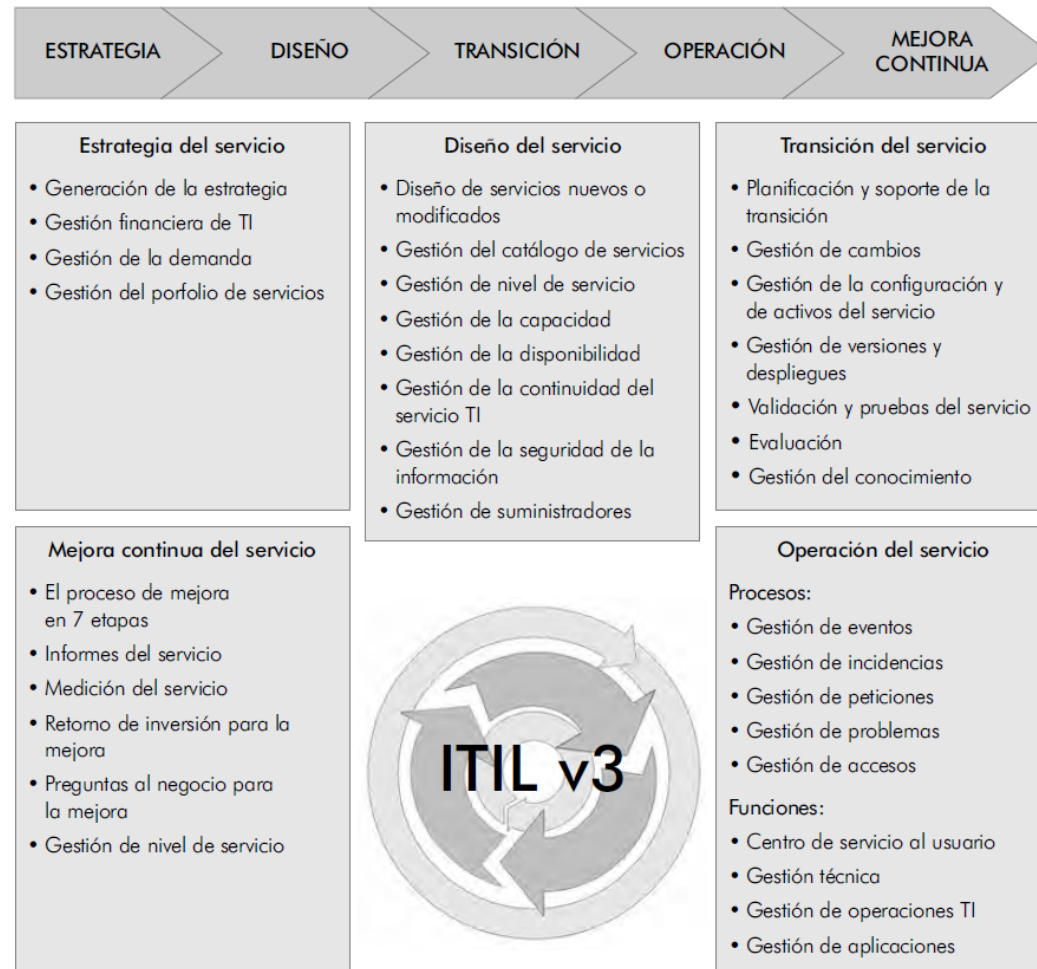 ESTRATEGIA
DISEÑO
TRANSICIÓN
OPERACIÓN
MEJORA
CONTINUA
Estrategia del servicio
• Generación de la estrategia
• Gestión financiera de TI
• Gestión de la demanda
• Gestión del porfolio de servicios
Diseño del servicio
• Diseño de servicios nuevos o
modificados
• Gestión del catálogo de servicios
• Gestión de nivel de servicio
• Gestión de la capacidad
• Gestión de la disponibilidad
• Gestión de la continuidad del
servicio TI
• Gestión de la seguridad de la
información
• Gestión de suministradores
Transición del servicio
• Planificación y soporte de la
transición
• Gestión de cambios
• Gestión de la configuración y
de activos del servicio
• Gestión de versiones y
despliegues
• Validación y pruebas del servicio
• Evaluación
• Gestión del conocimiento
Mejora continua del servicio
• El proceso de mejora
en 7 etapas
• Informes del servicio
• Medición del servicio
• Retorno de inversión para la
mejora
• Preguntas al negocio para
la mejora
• Gestión de nivel de servicio
ITIL v3
Operación del servicio
Procesos:
• Gestión de eventos
• Gestión de incidencias
• Gestión de peticiones
• Gestión de problemas
• Gestión de accesos
Funciones:
• Centro de servicio al usuario
• Gestión técnica
• Gestión de operaciones TI
• Gestión de aplicaciones